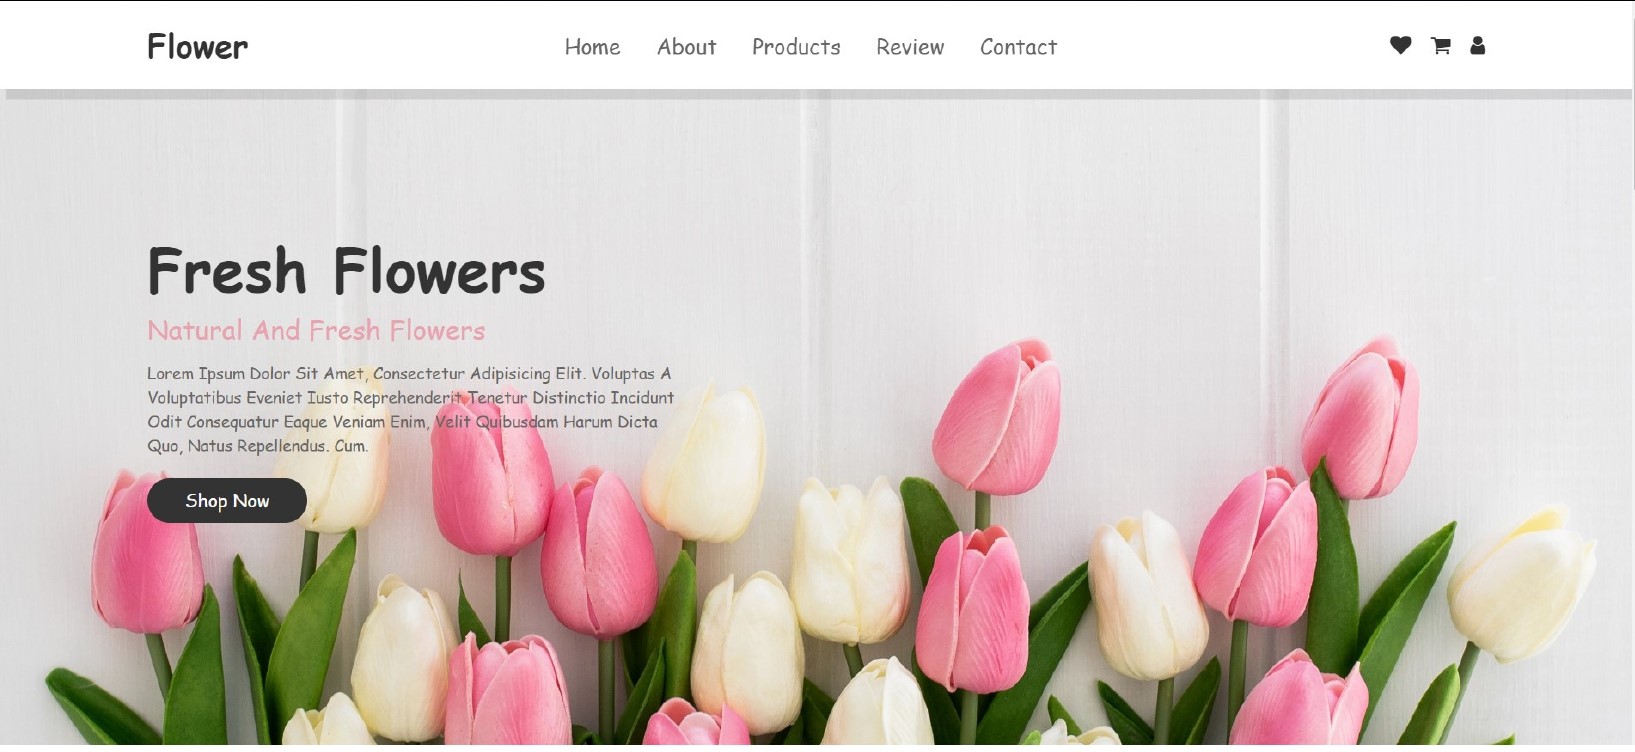 Flower
Home About Products Review Contact
Fresh Flowers
Natural And Fresh Flowers
Lorem Ipsum Dolor Sit Amet, Consectetur Adipisicing Elit. Voluptas A
Voluptatibus Eveniet Iusto Reprehenderit Tenetur Distinctio Incidunt
Odit Consequatur Eaque Veniam Enim, Velit Quibusdam Harum Dicta
Quo, Natus Repellendus. Cum.
Shop Now